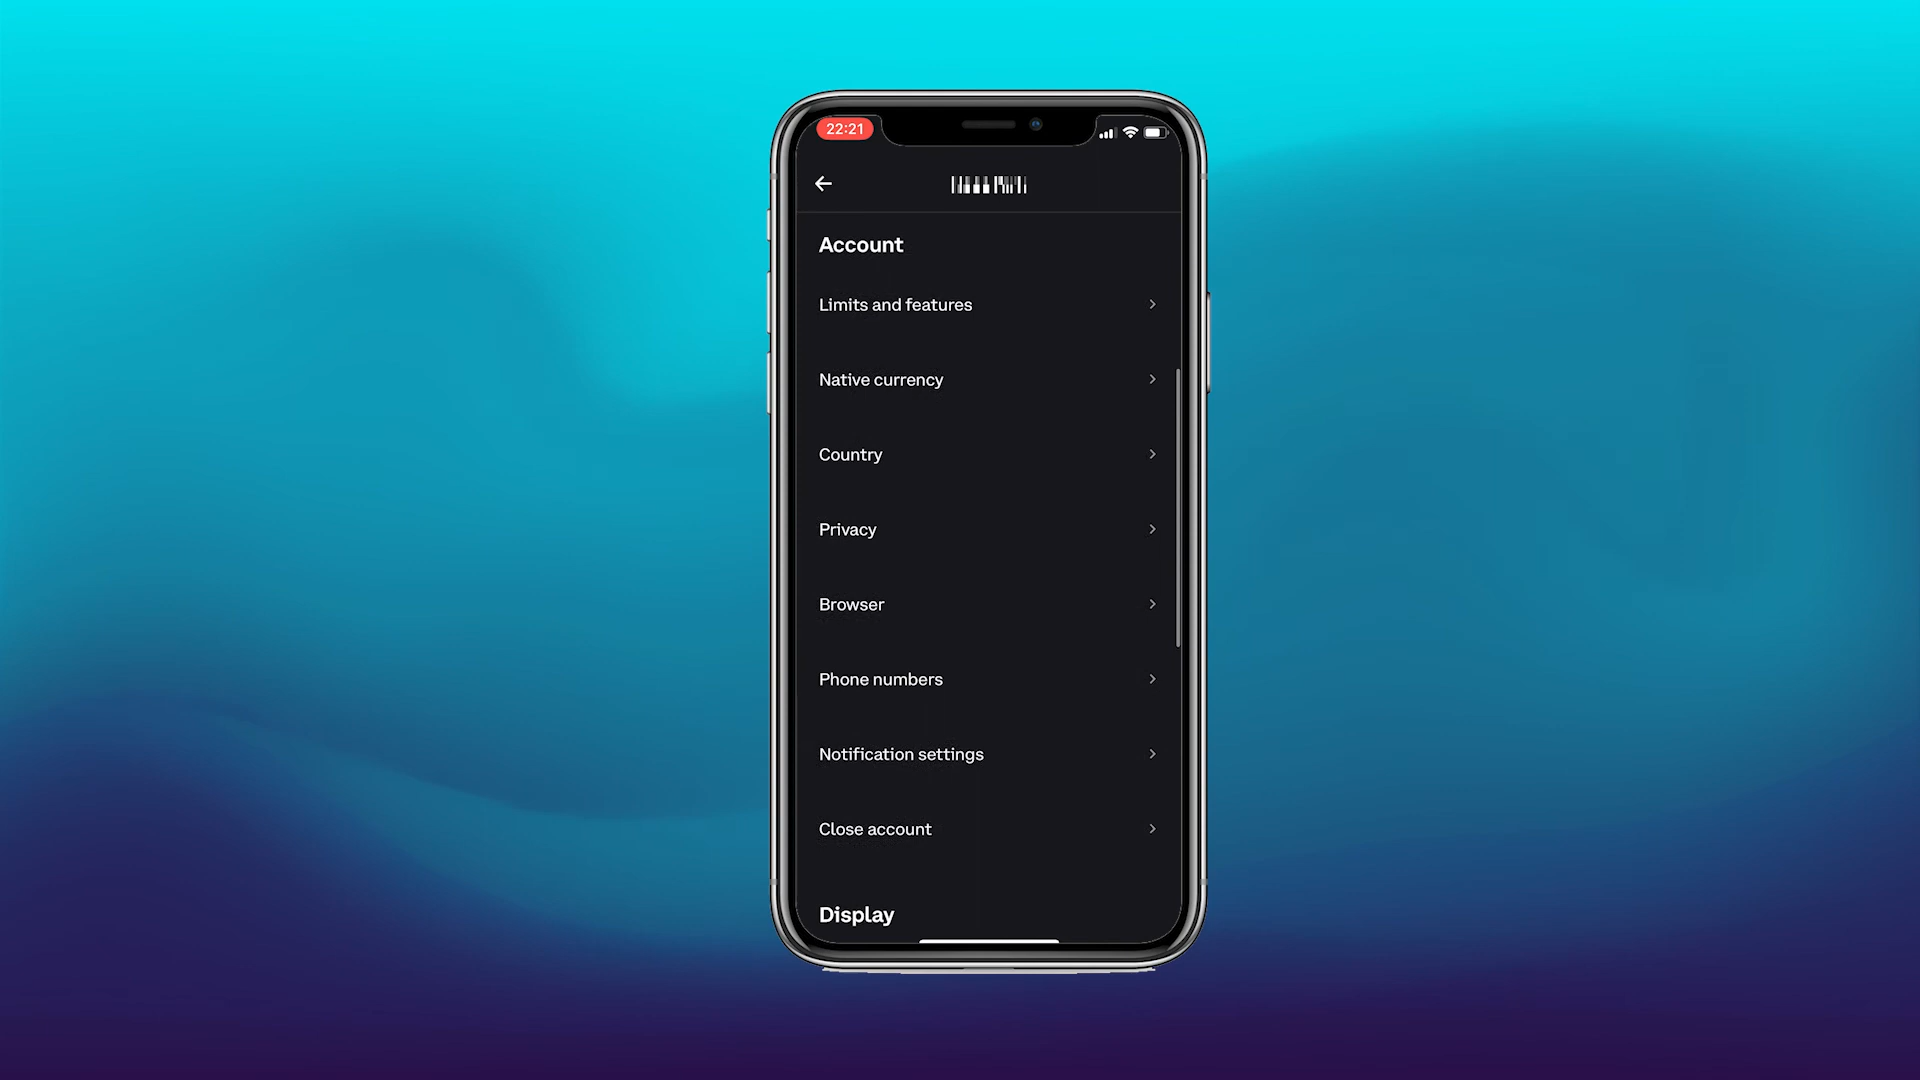 22:21
Account
Limits and features
Native currency
Country
Privacy
Browser
Phone numbers
Notification settings
Close account
Display